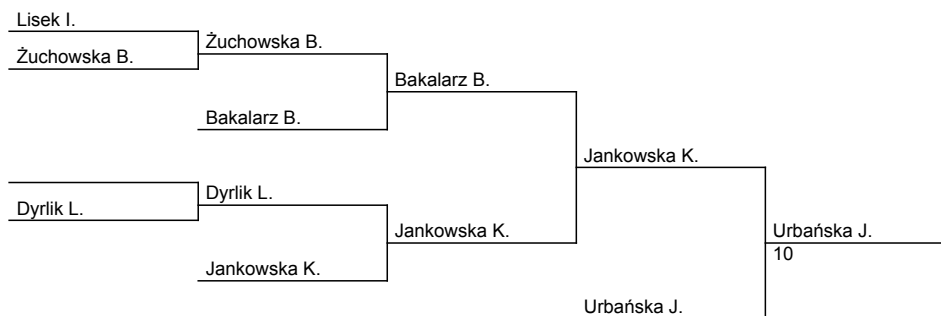 Lisek I.
Żuchowska B.
Żuchowska B.
Bakalarz B.
Bakalarz B.
Jankowska K.
Dyrlik L.
Dyrlik L.
Jankowska K.
Jankowska K.
Urbańska J.
10
Urbańska J.